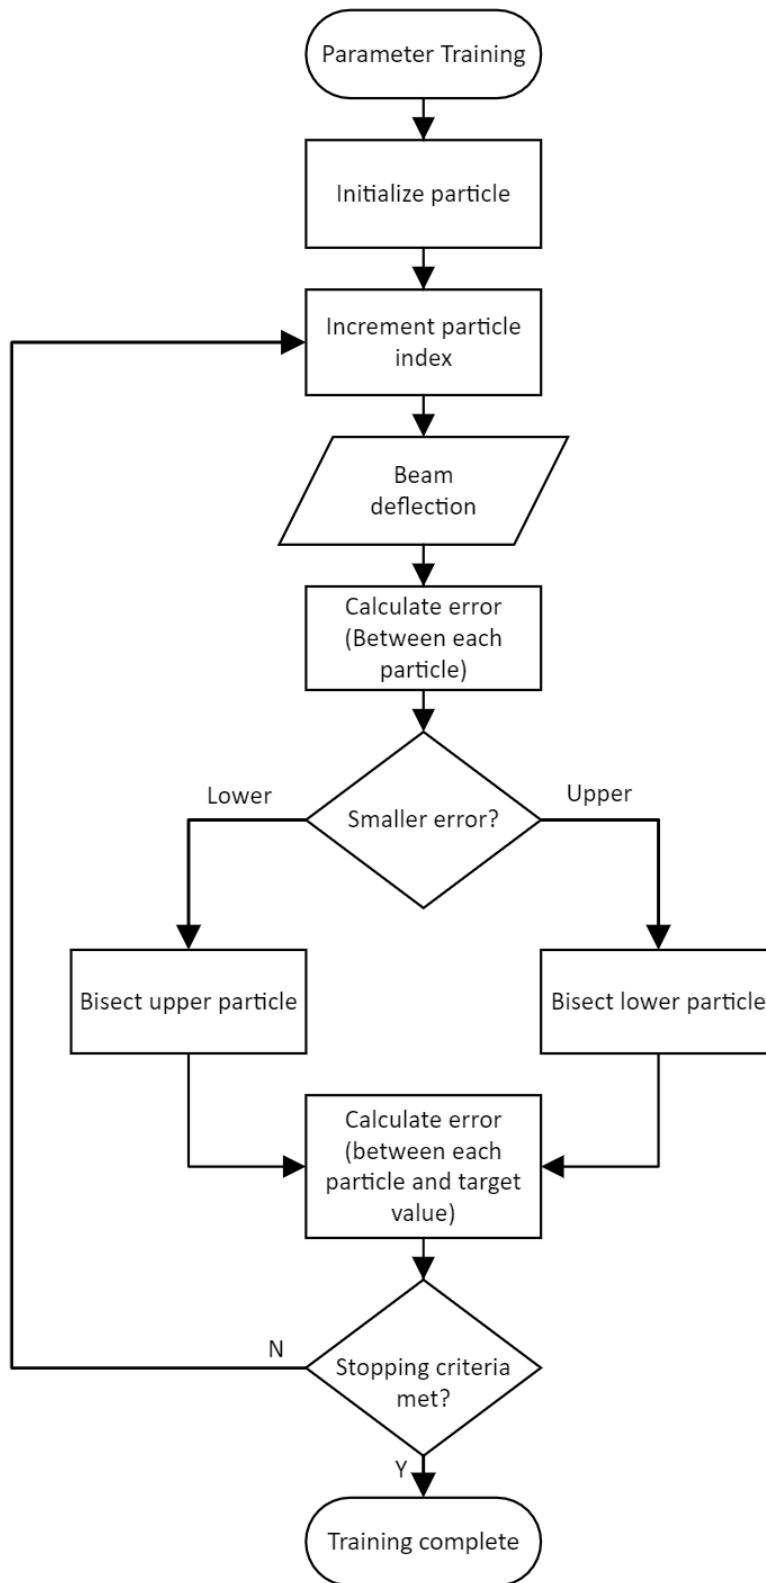 Parameter Training
Initialize particle
Increment particle
index
Beam
deflection
Calculate error
(Between each
particle)
Smaller error?
Lower
Upper
Bisect upper particle
Bisect lower particle
Calculate error
(between each
particle and target
value)
Stopping criteria
met?
N
Y
Training complete